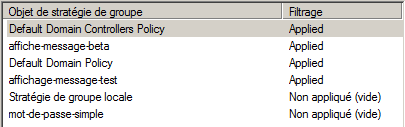 Objet de stratégie de groupe Filtrage
Default Domain Controllers Policy Applied
affiche-message-beta Applied
Default Domain Policy Applied
affichage-message-test Applied
Stratégie de groupe locale Non appliqué (vide)
mot-de-passe-simple Non appliqué (vide)